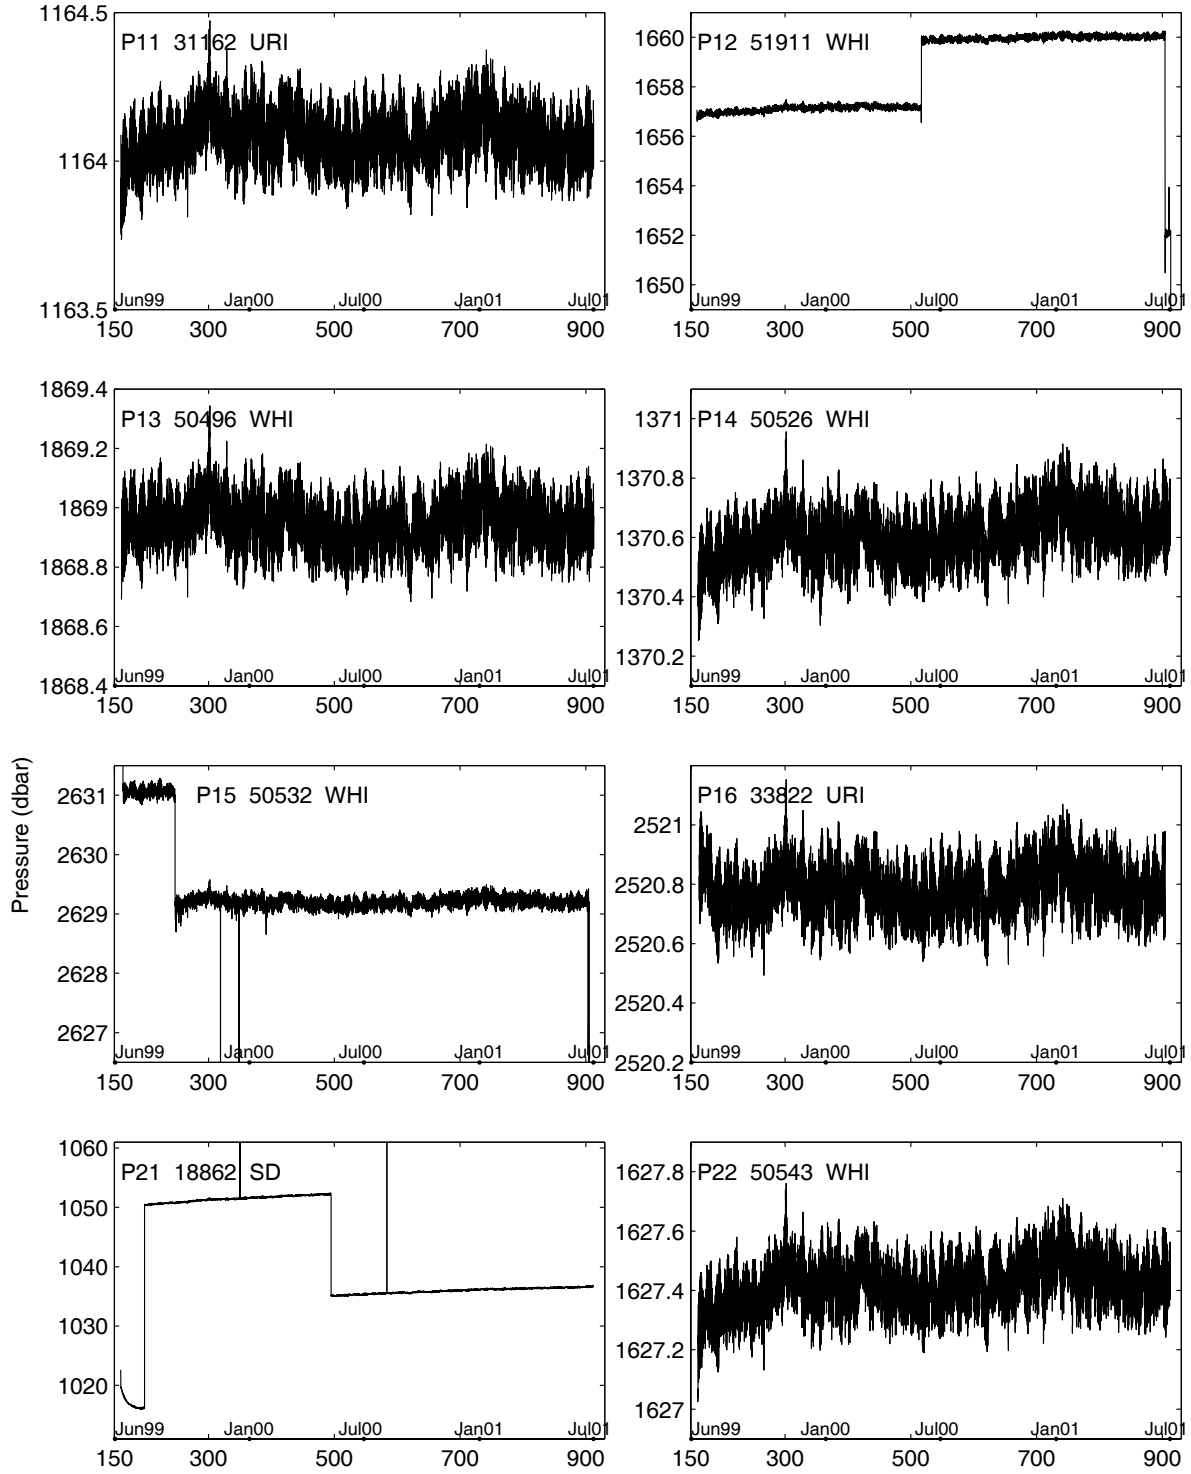 1164.5
1164
1163.5
P11 31162 URI
Jun99 Jan00 Jul00 Jan01 Jul01
150 300 500 700 900
1660
1658
1656
1654
1652
1650
P12 51911 WHI
Jun99 Jan00 Jul00 Jan01 Jul01
150 300 500 700 900
1869.4
1869.2
1869
1868.8
1868.6
1868.4
P13 50496 WHI
Jun99 Jan00 Jul00 Jan01 Jul01
150 300 500 700 900
1371
1370.8
1370.6
1370.4
1370.2
P14 50526 WHI
Jun99 Jan00 Jul00 Jan01 Jul01
150 300 500 700 900
Pressure (dbar)
2631
2630
2629
2628
2627
P15 50532 WHI
Jun99 Jan00 Jul00 Jan01 Jul01
150 300 500 700 900
2521
2520.8
2520.6
2520.4
2520.2
P16 33822 URI
Jun99 Jan00 Jul00 Jan01 Jul01
150 300 500 700 900
1060
1050
1040
1030
1020
P21 18862 SD
Jun99 Jan00 Jul00 Jan01 Jul01
150 300 500 700 900
1627.8
1627.6
1627.4
1627.2
1627
P22 50543 WHI
Jun99 Jan00 Jul00 Jan01 Jul01
150 300 500 700 900